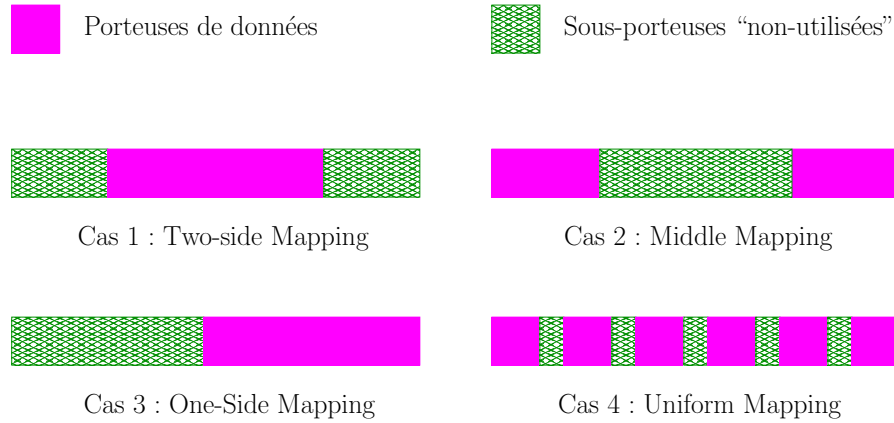 Porteuses de données
Sous-porteuses “non-utilisées”
Cas 1 : Two-side Mapping
Cas 2 : Middle Mapping
Cas 3 : One-Side Mapping
Cas 4 : Uniform Mapping